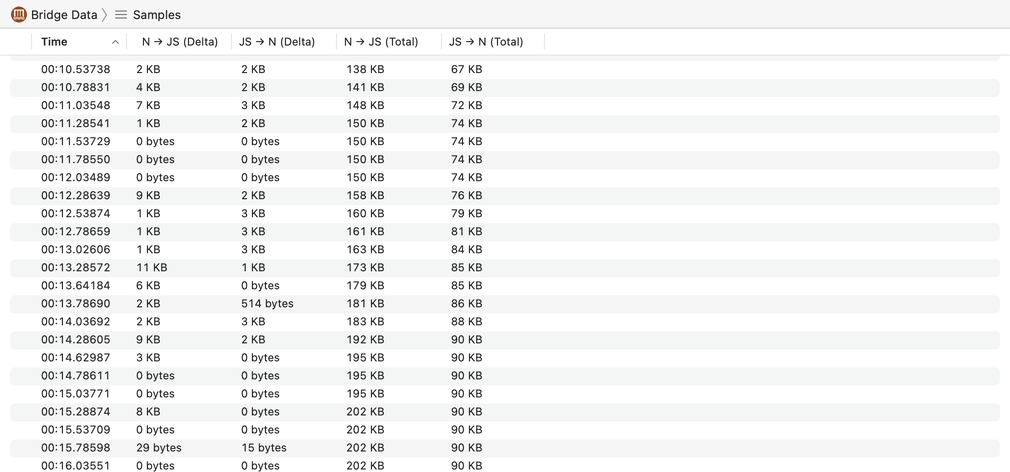 Bridge Data Samples
Time N → JS (Delta) JS → N (Delta) N → JS (Total) JS → N (Total)
00:10.53738 2 KB 2 KB 138 KB 67 KB
00:10.78831 4 KB 2 KB 141 KB 69 KB
00:11.03548 7 KB 3 KB 148 KB 72 KB
00:11.28541 1 KB 2 KB 150 KB 74 KB
00:11.53729 0 bytes 0 bytes 150 KB 74 KB
00:11.78550 0 bytes 0 bytes 150 KB 74 KB
00:12.03489 0 bytes 0 bytes 150 KB 74 KB
00:12.28639 9 KB 2 KB 158 KB 76 KB
00:12.53874 1 KB 3 KB 160 KB 79 KB
00:12.78659 1 KB 3 KB 161 KB 81 KB
00:13.02606 1 KB 3 KB 163 KB 84 KB
00:13.28572 11 KB 1 KB 173 KB 85 KB
00:13.64184 6 KB 0 bytes 179 KB 85 KB
00:13.78690 2 KB 514 bytes 181 KB 86 KB
00:14.03692 2 KB 3 KB 183 KB 88 KB
00:14.28605 9 KB 2 KB 192 KB 90 KB
00:14.62987 3 KB 0 bytes 195 KB 90 KB
00:14.78611 0 bytes 0 bytes 195 KB 90 KB
00:15.03771 0 bytes 0 bytes 195 KB 90 KB
00:15.28874 8 KB 0 bytes 202 KB 90 KB
00:15.53709 0 bytes 0 bytes 202 KB 90 KB
00:15.78598 29 bytes 15 bytes 202 KB 90 KB
00:16.03551 0 bytes 0 bytes 202 KB 90 KB